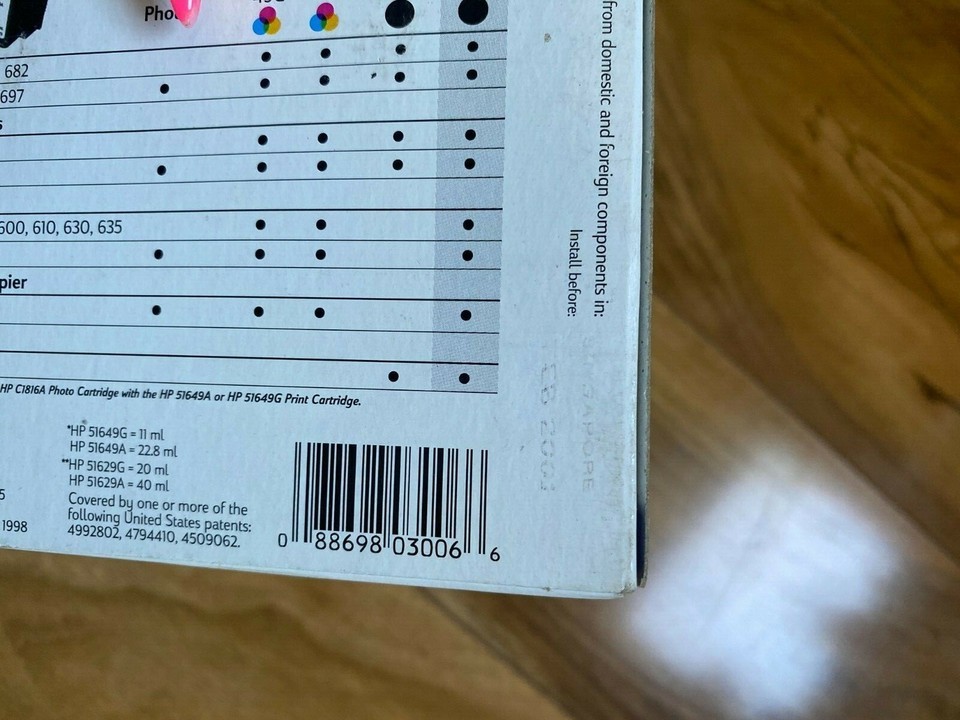 682
697
600, 610, 630, 635
pier
HP C1816A Photo Cartridge with the HP 51649A or HP 51649G Print Cartridge.
*HP 51649G = 11 ml
HP 51649A = 22.8 ml
**HP 51629G = 20 ml
HP 51629A = 40 ml
Covered by one or more of the
following United States patents:
4992802, 4794410, 4509062.
1998
0 88698 03006 6
from domestic and foreign components in:
Install before: